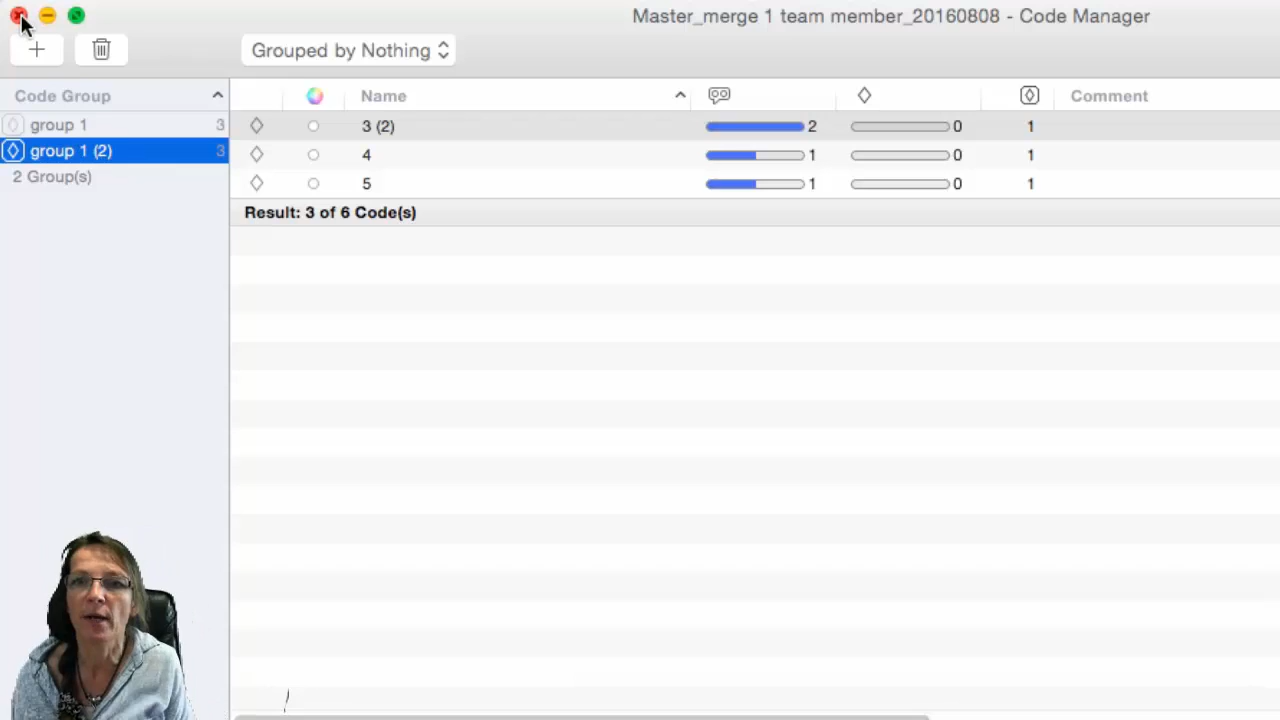 Master_merge 1 team member_20160808 - Code Manager
Grouped by Nothing
Code Group
Name
Comment
group 1 3
group 1 (2) 3
2 Group(s)
3 (2) 2 0 1
4 1 0 1
5 1 0 1
Result: 3 of 6 Code(s)